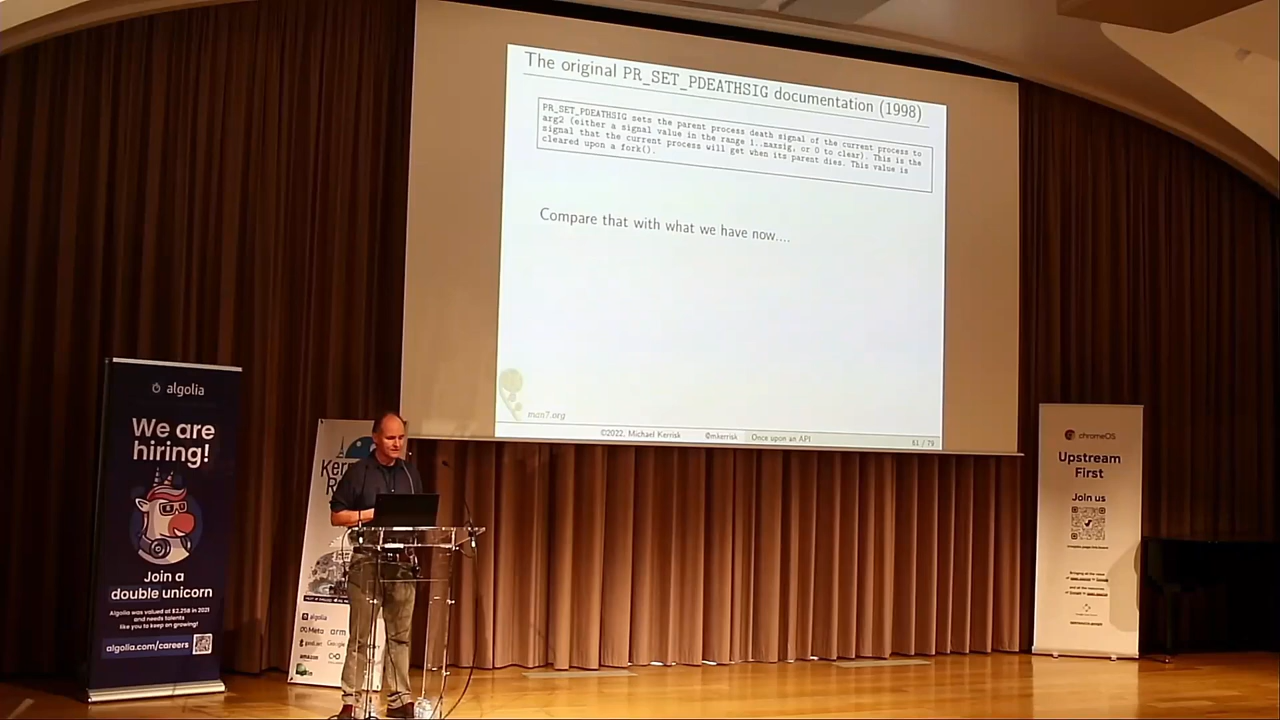 The original PR_SET_PDEATHSIG documentation (1998)
PR_SET_PDEATHSIG sets the parent process death signal of the current process to
arg2 (either a signal value in the range 1..maxsig, or 0 to clear). This is the
signal that the current process will get when its parent dies. This value is
cleared upon a fork().
Compare that with what we have now....
man7.org
©2022, Michael Kerrisk @mkerrisk Once upon an API 61 / 79
algolia
We are
hiring!
Join a
double unicorn
Algolia was valued at $2.25B in 2021
and needs talents
like you to keep on growing!
algolia.com/careers
algolia
Meta arm
Google
amazon
chromeOS
Upstream
First
Join us